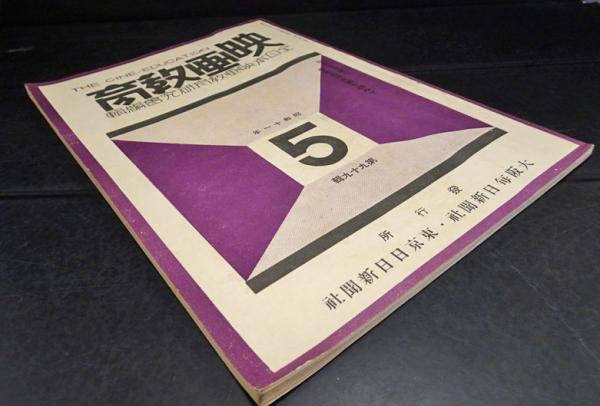 THE CINE-EDUCATION
映画教育
全日本映画教育研究會編輯
昭和十一年
5
第九十九輯
發行所
大阪毎日新聞社・東京日日新聞社